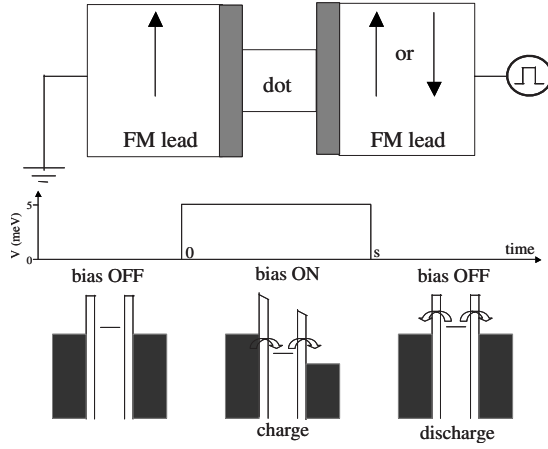 or
dot
FM lead
FM lead
V (meV)
5
0
0
s
time
bias OFF
bias ON
bias OFF
charge
discharge